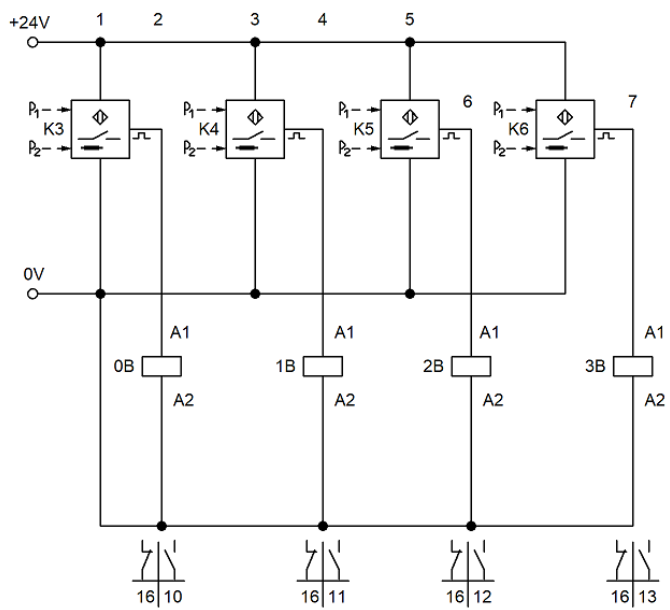 +24V 1 2 3 4 5
P1 P1 P1 6 P1 7
K3 K4 K5 K6
P2 P2 P2 P2
0V
A1 A1 A1 A1
0B 1B 2B 3B
A2 A2 A2 A2
16 10 16 11 16 12 16 13